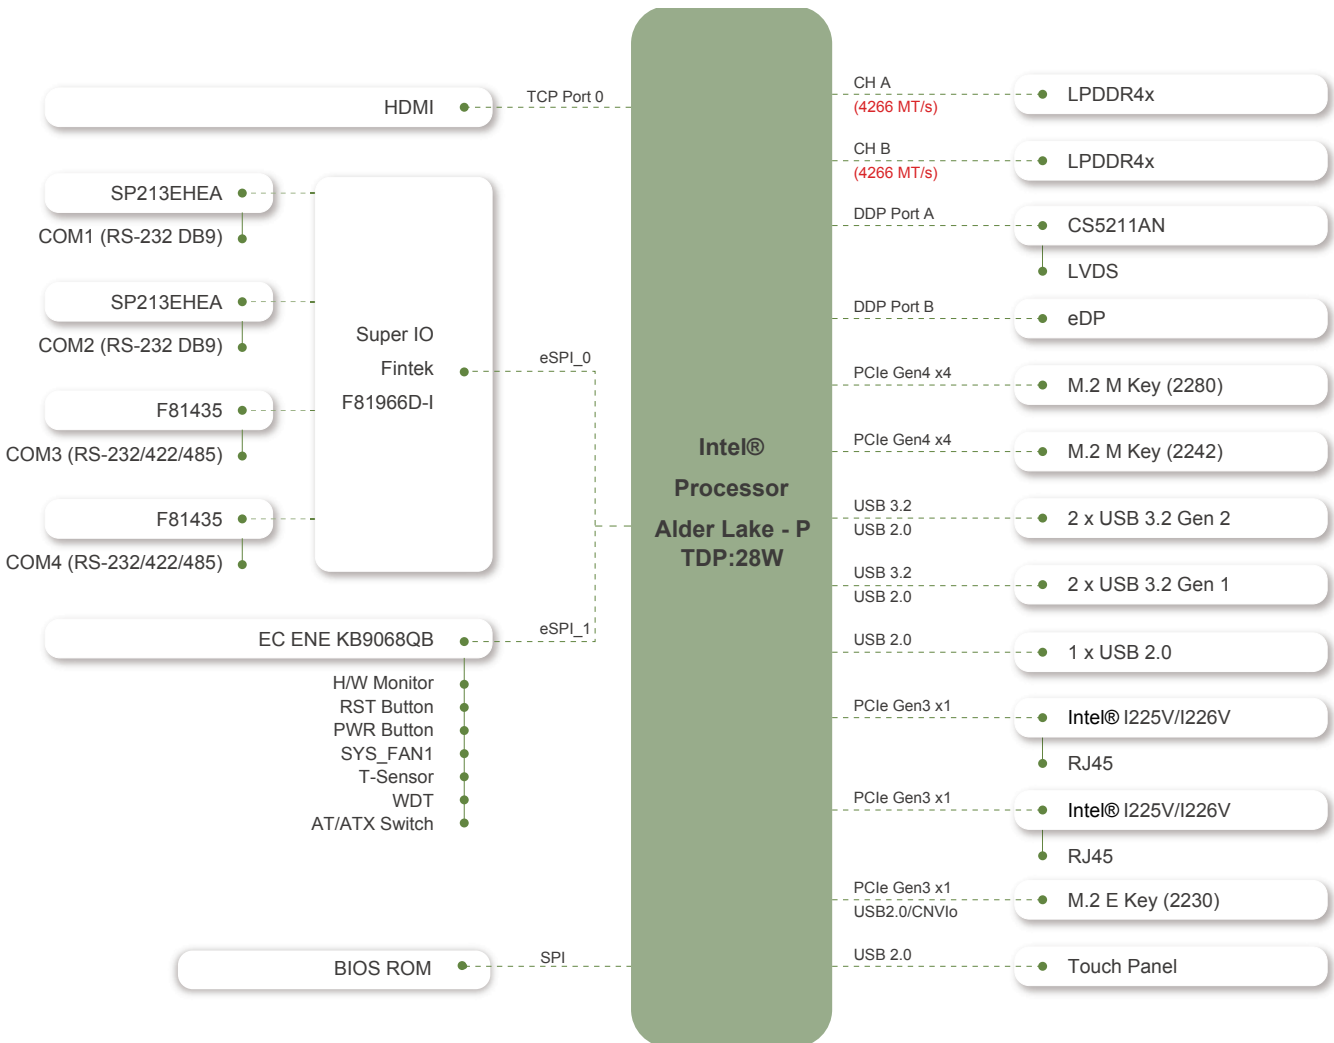 HDMI
TCP Port 0
SP213EHEA
COM1 (RS-232 DB9)
SP213EHEA
COM2 (RS-232 DB9)
F81435
COM3 (RS-232/422/485)
F81435
COM4 (RS-232/422/485)
Super IO
Fintek
F81966D-I
eSPI_0
EC ENE KB9068QB
eSPI_1
H/W Monitor
RST Button
PWR Button
SYS_FAN1
T-Sensor
WDT
AT/ATX Switch
BIOS ROM
SPI
Intel®
Processor
Alder Lake - P
TDP:28W
CH A
(4266 MT/s)
LPDDR4x
CH B
(4266 MT/s)
LPDDR4x
DDP Port A
CS5211AN
LVDS
DDP Port B
eDP
PCIe Gen4 x4
M.2 M Key (2280)
PCIe Gen4 x4
M.2 M Key (2242)
USB 3.2
USB 2.0
2 x USB 3.2 Gen 2
USB 3.2
USB 2.0
2 x USB 3.2 Gen 1
USB 2.0
1 x USB 2.0
PCIe Gen3 x1
Intel® I225V/I226V
RJ45
PCIe Gen3 x1
Intel® I225V/I226V
RJ45
PCIe Gen3 x1
USB2.0/CNVIo
M.2 E Key (2230)
USB 2.0
Touch Panel